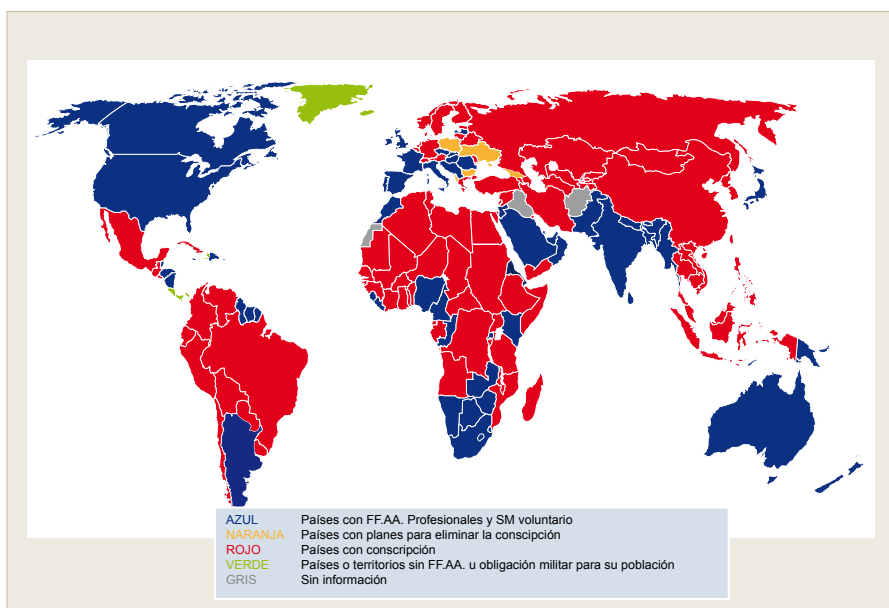 AZUL Países con FF.AA. Profesionales y SM voluntario
NARANJA Países con planes para eliminar la conscipción
ROJO Países con conscripción
VERDE Países o territorios sin FF.AA. u obligación militar para su población
GRIS Sin información